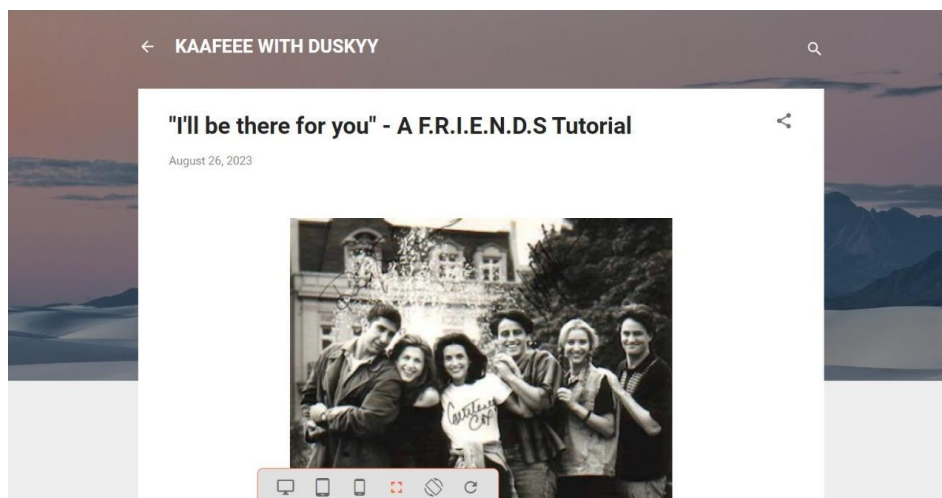 KAAFEEE WITH DUSKYY
"I'll be there for you" - A F.R.I.E.N.D.S Tutorial
August 26, 2023